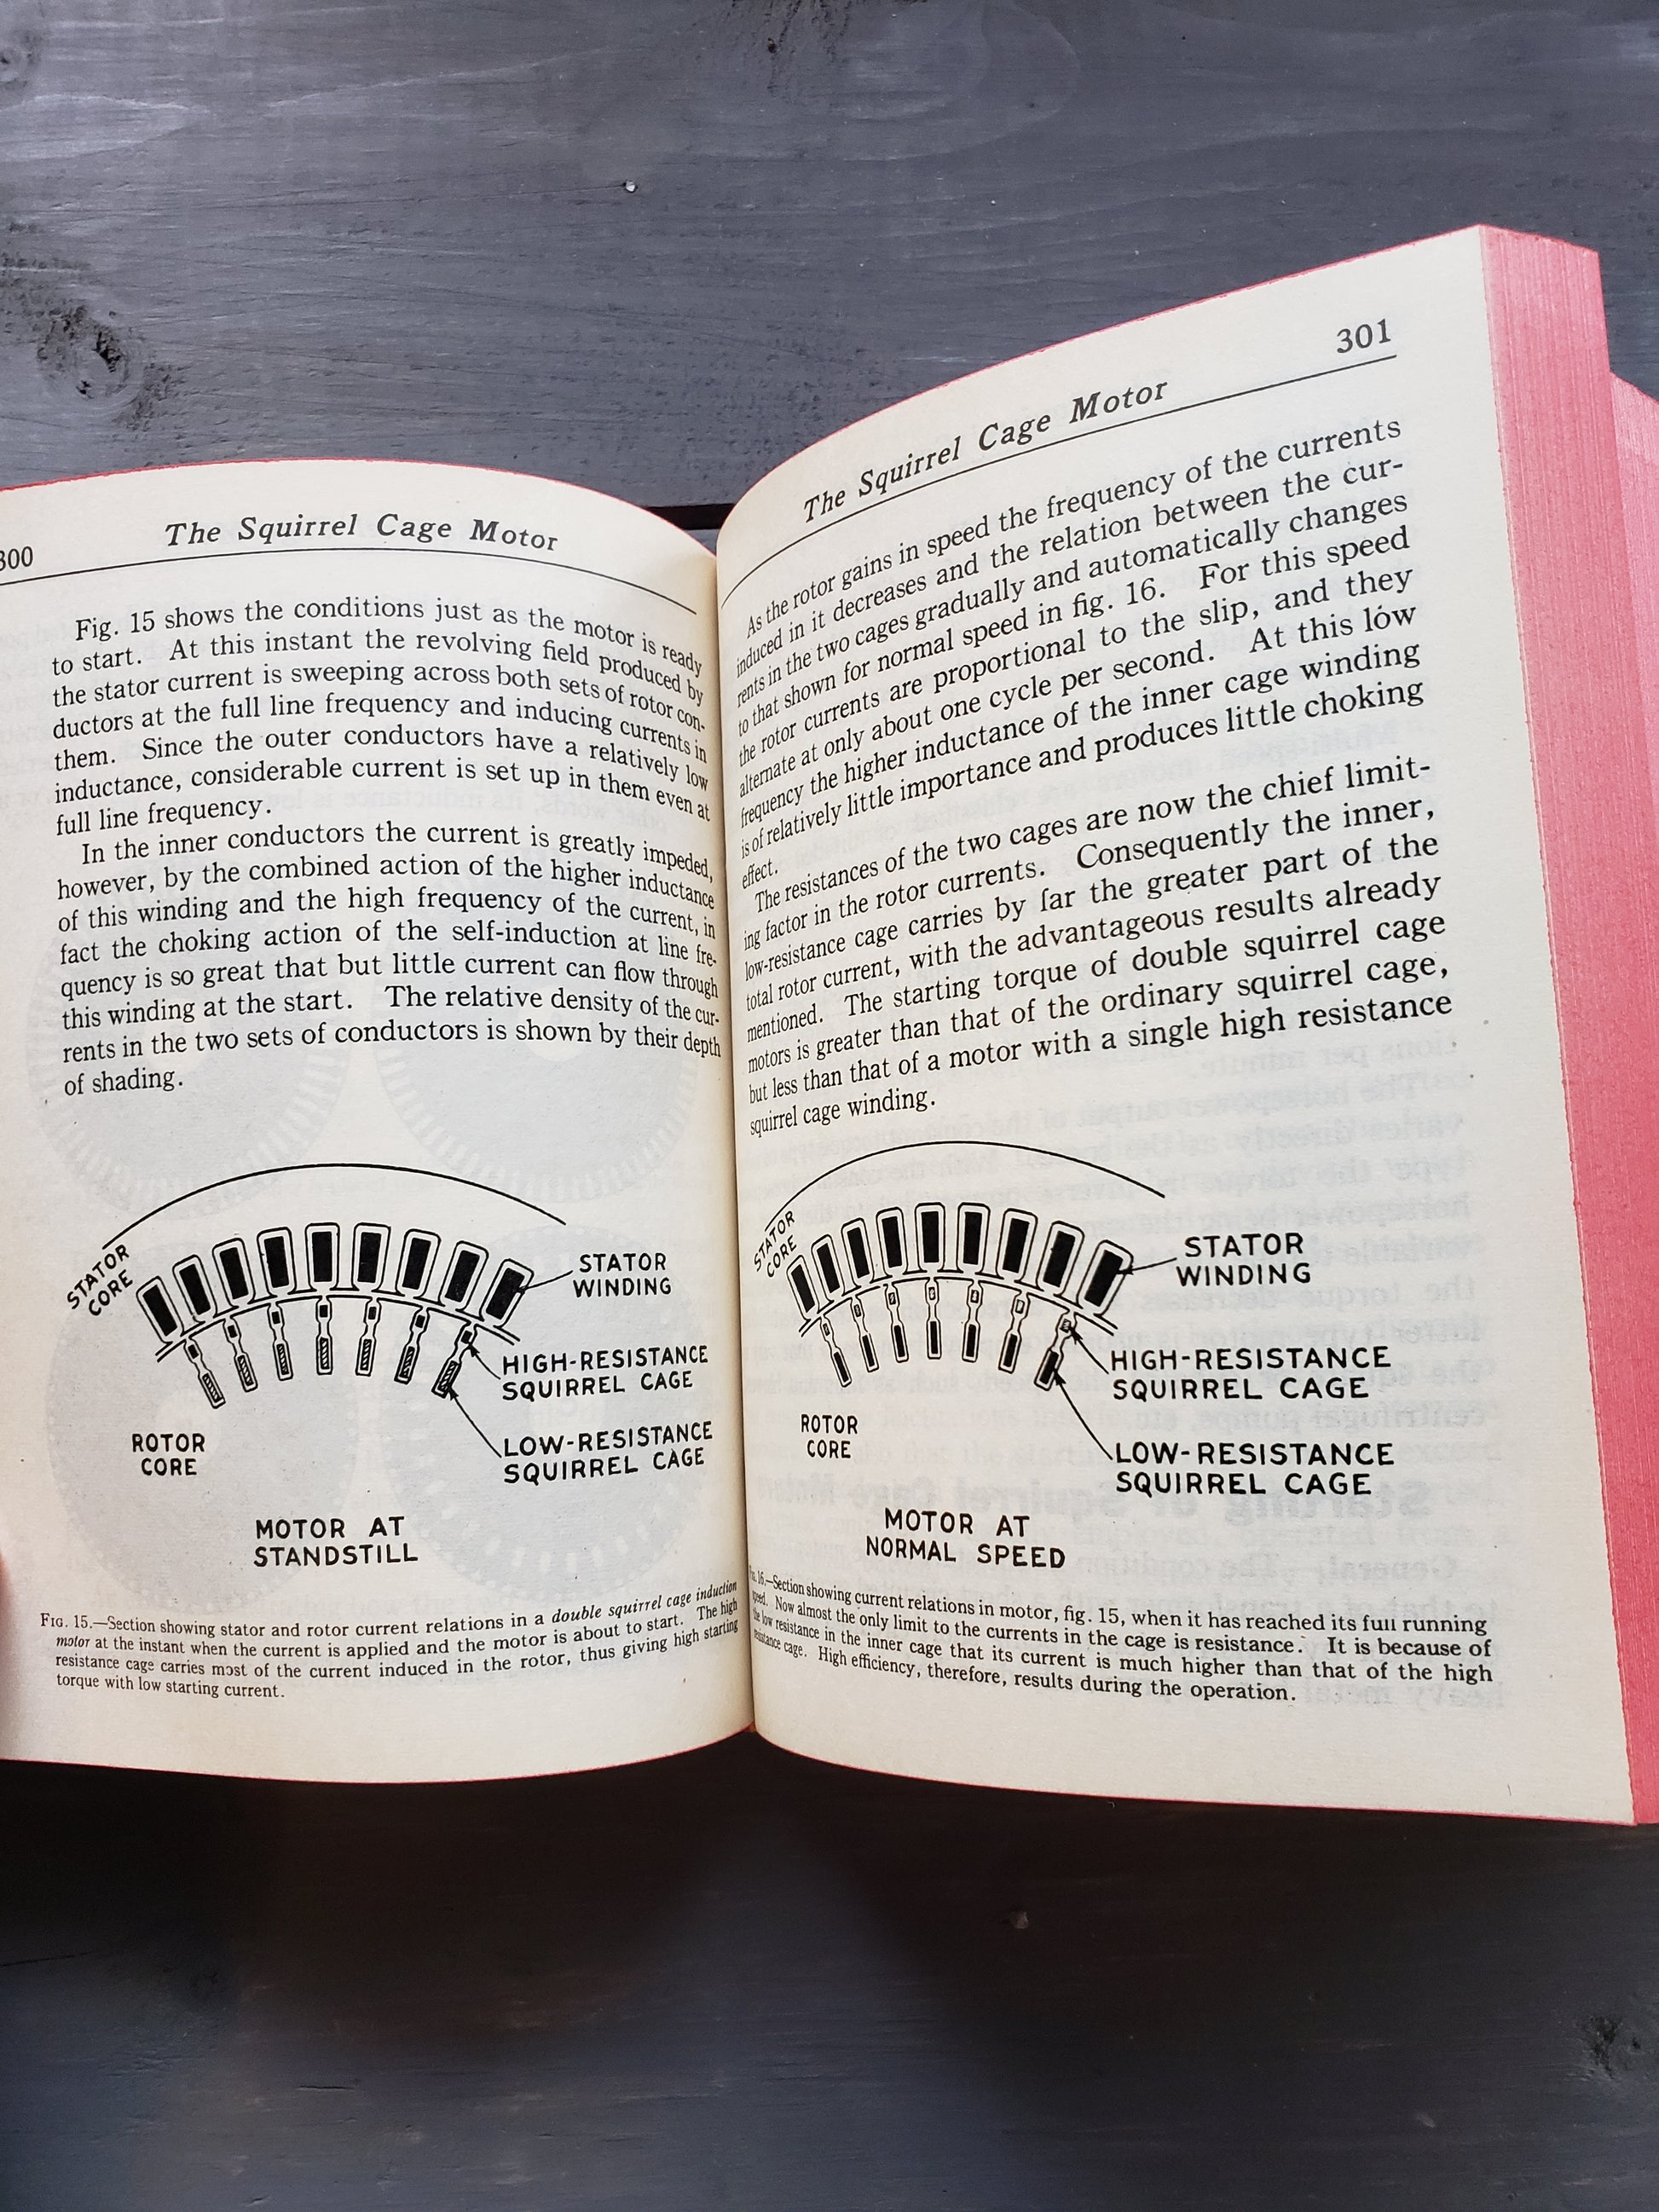 300
The Squirrel Cage Motor
Fig. 15 shows the conditions just as the motor is ready
to start. At this instant the revolving field produced by
the stator current is sweeping across both sets of rotor con-
ductors at the full line frequency and inducing currents in
them. Since the outer conductors have a relatively low
inductance, considerable current is set up in them even at
full line frequency.
In the inner conductors the current is greatly impeded,
however, by the combined action of the higher inductance
of this winding and the high frequency of the current, in
fact the choking action of the self-induction at line fre-
quency is so great that but little current can flow through
this winding at the start. The relative density of the cur-
rents in the two sets of conductors is shown by their depth
of shading.
STATOR
CORE
STATOR
WINDING
HIGH-RESISTANCE
SQUIRREL CAGE
LOW-RESISTANCE
SQUIRREL CAGE
ROTOR
CORE
MOTOR AT
STANDSTILL
FIG. 15.—Section showing stator and rotor current relations in a double squirrel cage induction
motor at the instant when the current is applied and the motor is about to start. The high
resistance cage carries most of the current induced in the rotor, thus giving high starting
torque with low starting current.
The Squirrel Cage Motor
301
As the rotor gains in speed the frequency of the currents
induced in it decreases and the relation between the cur-
rents in the two cages gradually and automatically changes
to that shown for normal speed in fig. 16. For this speed
the rotor currents are proportional to the slip, and they
alternate at only about one cycle per second. At this low
frequency the higher inductance of the inner cage winding
is of relatively little importance and produces little choking
effect.
The resistances of the two cages are now the chief limit-
ing factor in the rotor currents. Consequently the inner,
low-resistance cage carries by far the greater part of the
total rotor current, with the advantageous results already
mentioned. The starting torque of double squirrel cage
motors is greater than that of the ordinary squirrel cage,
but less than that of a motor with a single high resistance
squirrel cage winding.
STATOR
CORE
STATOR
WINDING
HIGH-RESISTANCE
SQUIRREL CAGE
LOW-RESISTANCE
SQUIRREL CAGE
ROTOR
CORE
MOTOR AT
NORMAL SPEED
16.—Section showing current relations in motor, fig. 15, when it has reached its full running
speed. Now almost the only limit to the currents in the cage is resistance. It is because of
the low resistance in the inner cage that its current is much higher than that of the high
resistance cage. High efficiency, therefore, results during the operation.